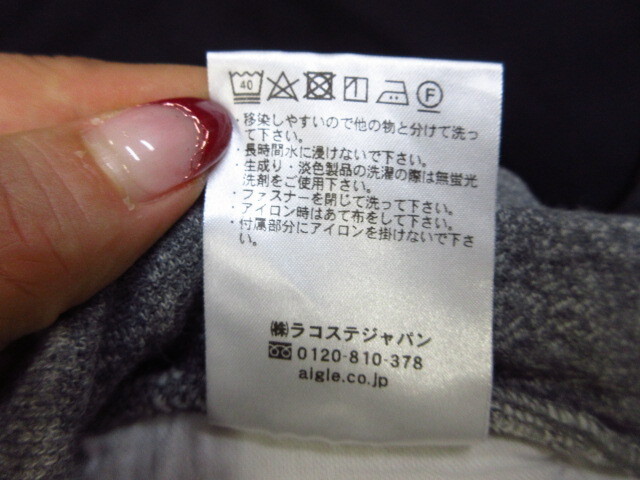 40 F
・移染しやすいので他の物と分けて洗っ
て下さい。
・長時間水に浸けないで下さい。
・生成り・淡色製品の洗濯の際は無蛍光
洗剤をご使用下さい。
・ファスナーを閉じて洗って下さい。
・アイロン時はあて布をして下さい。
・付属部分にアイロンを掛けないで下さ
い。
㈱ラコステジャパン
0120-810-378
aigle.co.jp